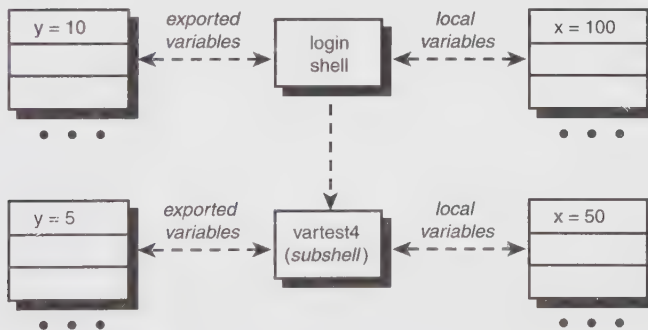 y = 10
exported
variables
login
shell
local
variables
x = 100
y = 5
exported
variables
vartest4
(subshell)
local
variables
x = 50